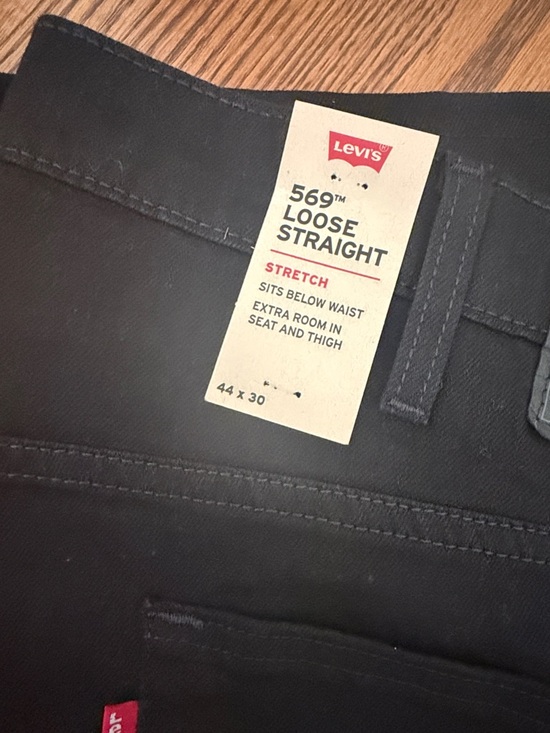 LEVI'S®
569™
LOOSE
STRAIGHT
STRETCH
SITS BELOW WAIST
EXTRA ROOM IN
SEAT AND THIGH
44 x 30